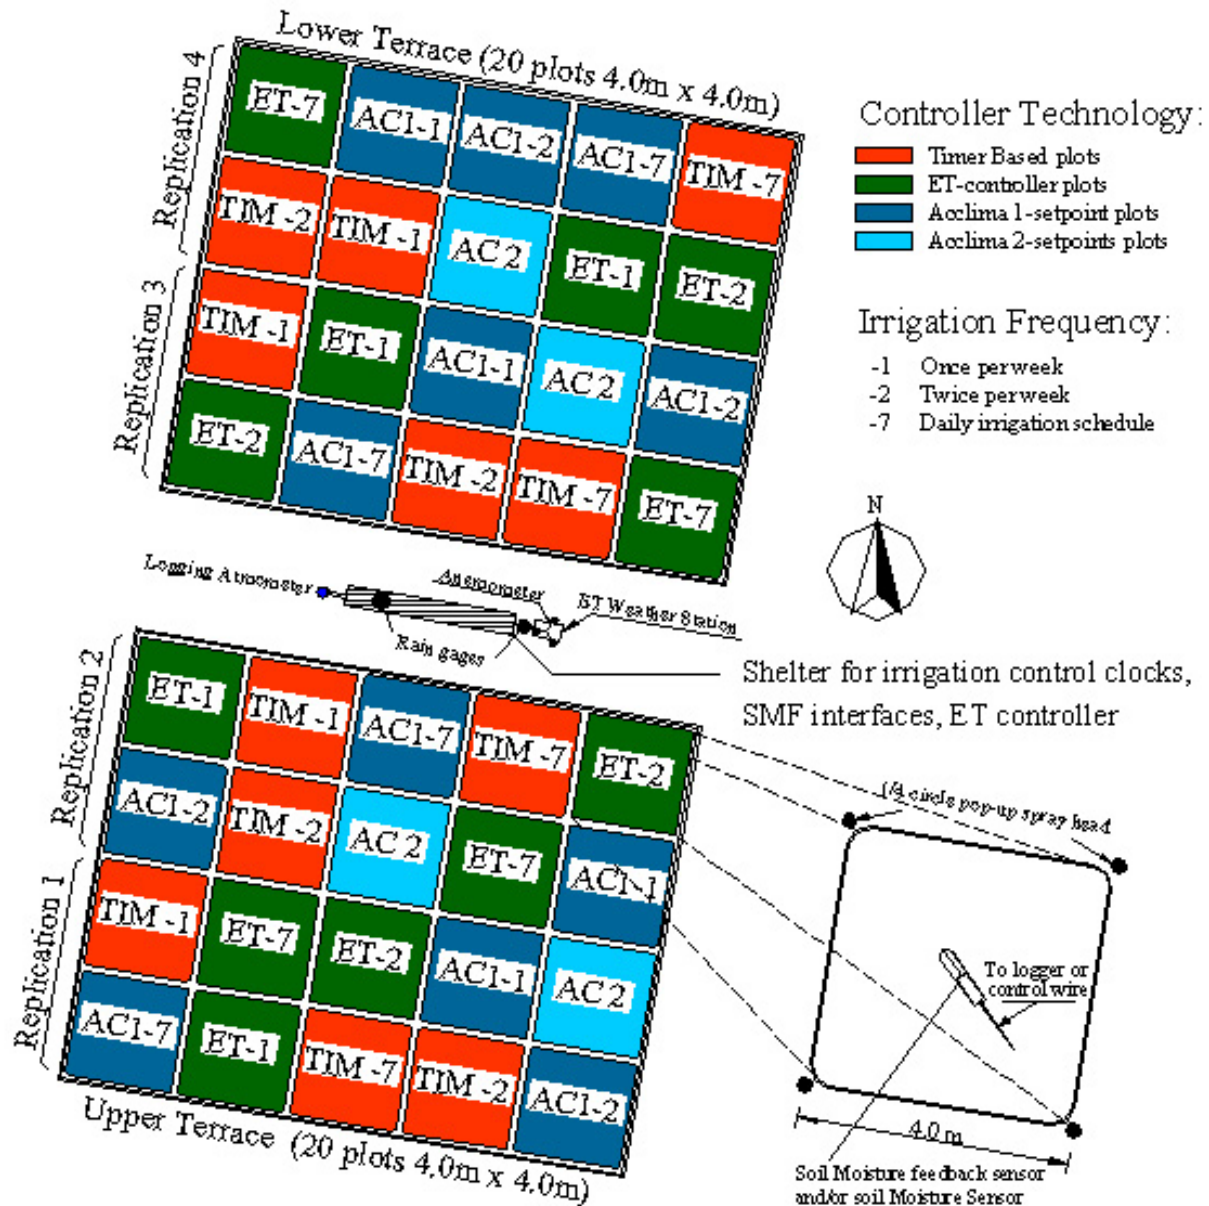 Lower Terrace (20 plots 4.0m x 4.0m)
Replication 4
ET-7
AC1-1
AC1-2
AC1-7
TIM -7
TIM -2
TIM -1
AC 2
ET-1
ET-2
Replication 3
TIM -1
ET-1
AC1-1
AC 2
AC1-2
ET-2
AC1-7
TIM -2
TIM -7
ET-7
Controller Technology:
Timer Based plots
ET-controller plots
Acclima 1-setpoint plots
Acclima 2-setpoints plots
Irrigation Frequency:
-1 Once per week
-2 Twice per week
-7 Daily irrigation schedule
N
Logging Atmometer
Anemometer
ET Weather Station
Rain gages
Shelter for irrigation control clocks,
SMF interfaces, ET controller
Replication 2
ET-1
TIM -1
AC1-7
TIM -7
ET-2
AC1-2
TIM -2
AC 2
ET-7
AC1-1
Replication 1
TIM -1
ET-7
ET-2
AC1-1
AC 2
AC1-7
ET-1
TIM -7
TIM -2
AC1-2
Upper Terrace (20 plots 4.0m x 4.0m)
circle pop-up spray head
To logger or
control wire
4.0 m
Soil Moisture feedback sensor
and/or soil Moisture Sensor